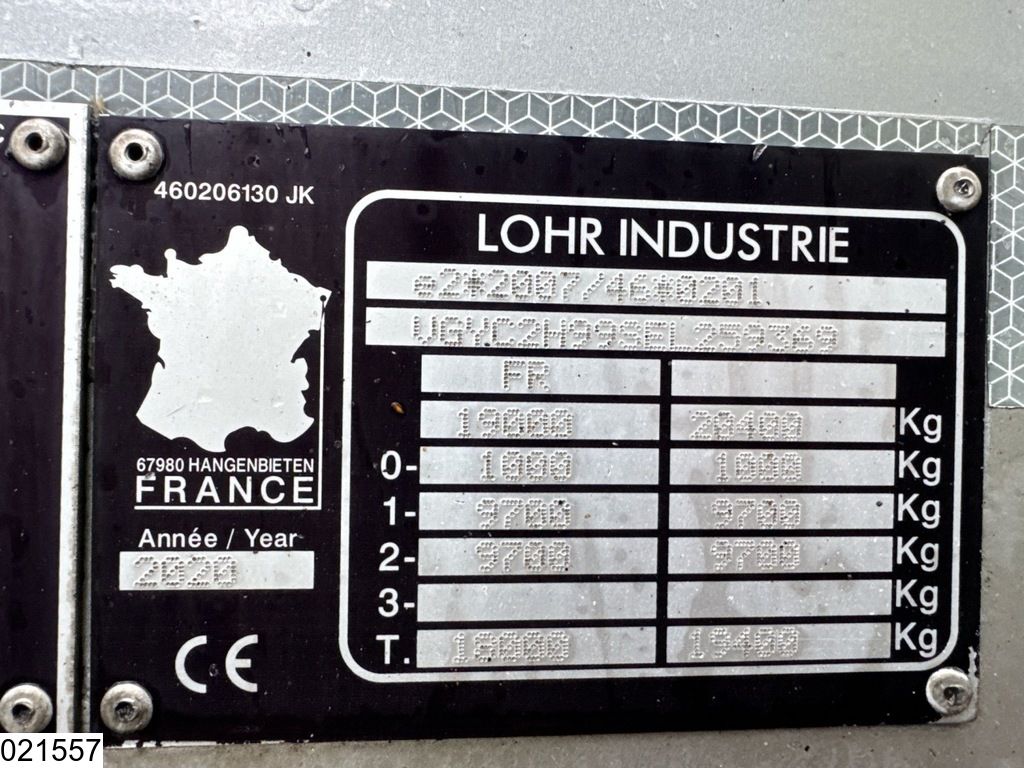 460206130 JK
67980 HANGENBIETEN
FRANCE
Année / Year
2020
CE
LOHR INDUSTRIE
e2*2007/46*0201
VGYC2H99SFL259369
FR
19000 20400 Kg
0- 1000 1000 Kg
1- 9700 9700 Kg
2- 9700 9700 Kg
3- Kg
T. 18000 19400 Kg
021557